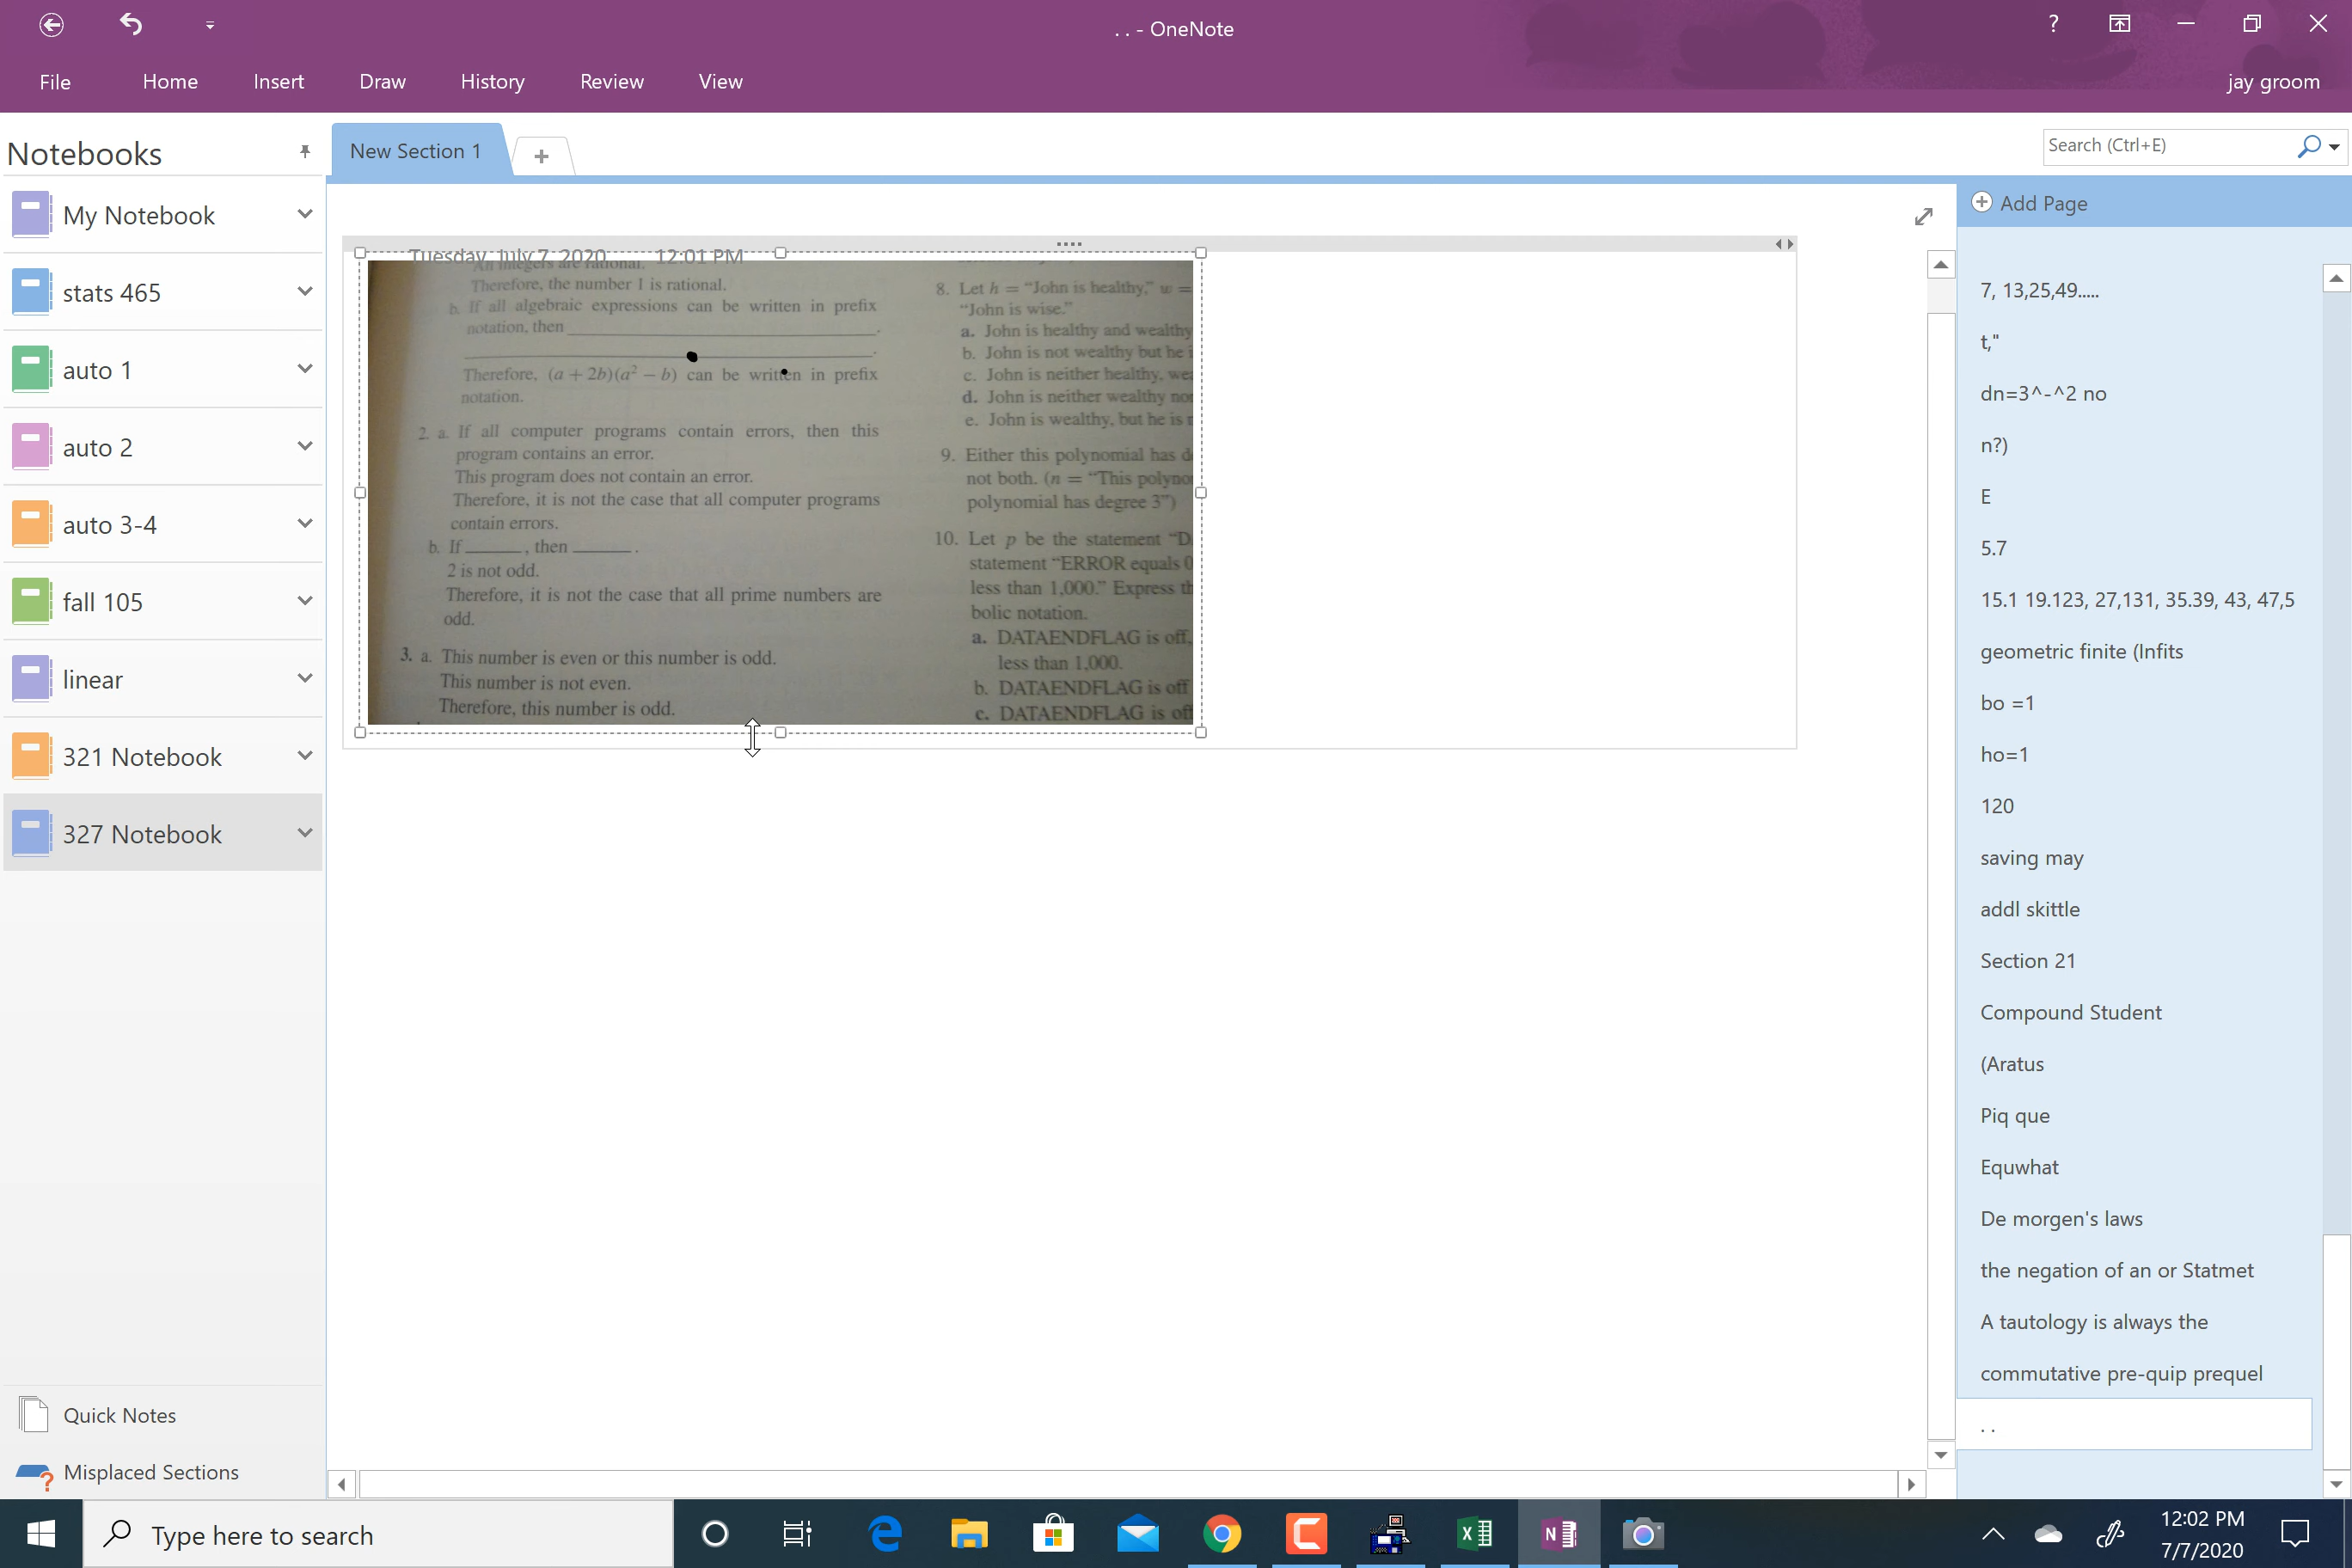 . . - OneNote
File Home Insert Draw History Review View
jay groom
Notebooks
My Notebook
stats 465
auto 1
auto 2
auto 3-4
fall 105
linear
321 Notebook
327 Notebook
Quick Notes
Misplaced Sections
New Section 1
Search (Ctrl+E)
Tuesday, July 7, 2020 12:01 PM
All integers are rational.
Therefore, the number 1 is rational.
b. If all algebraic expressions can be written in prefix
notation, then
Therefore, (a + 2b)(a² − b) can be written in prefix
notation.
2. a. If all computer programs contain errors, then this
program contains an error.
This program does not contain an error.
Therefore, it is not the case that all computer programs
contain errors.
b. If ______, then ______.
2 is not odd.
Therefore, it is not the case that all prime numbers are
odd.
3. a. This number is even or this number is odd.
This number is not even.
Therefore, this number is odd.
8. Let h = “John is healthy,” w =
“John is wise.”
a. John is healthy and wealthy
b. John is not wealthy but he
c. John is neither healthy,
d. John is neither wealthy
e. John is wealthy, but he is
9. Either this polynomial has
not both. (n = “This
polynomial has degree 3”)
10. Let p be the statement
statement “ERROR equals 0
less than 1,000.” Express
bolic notation.
a. DATAENDFLAG is off,
less than 1,000.
b. DATAENDFLAG is off
c. DATAENDFLAG is off
Add Page
7, 13,25,49.....
t,"
dn=3^-^2 no
n?)
E
5.7
15.1 19.123, 27,131, 35.39, 43, 47,5
geometric finite (Infits
bo =1
ho=1
120
saving may
addl skittle
Section 21
Compound Student
(Aratus
Piq que
Equwhat
De morgen's laws
the negation of an or Statmet
A tautology is always the
commutative pre-quip prequel
. .
Type here to search
12:02 PM
7/7/2020